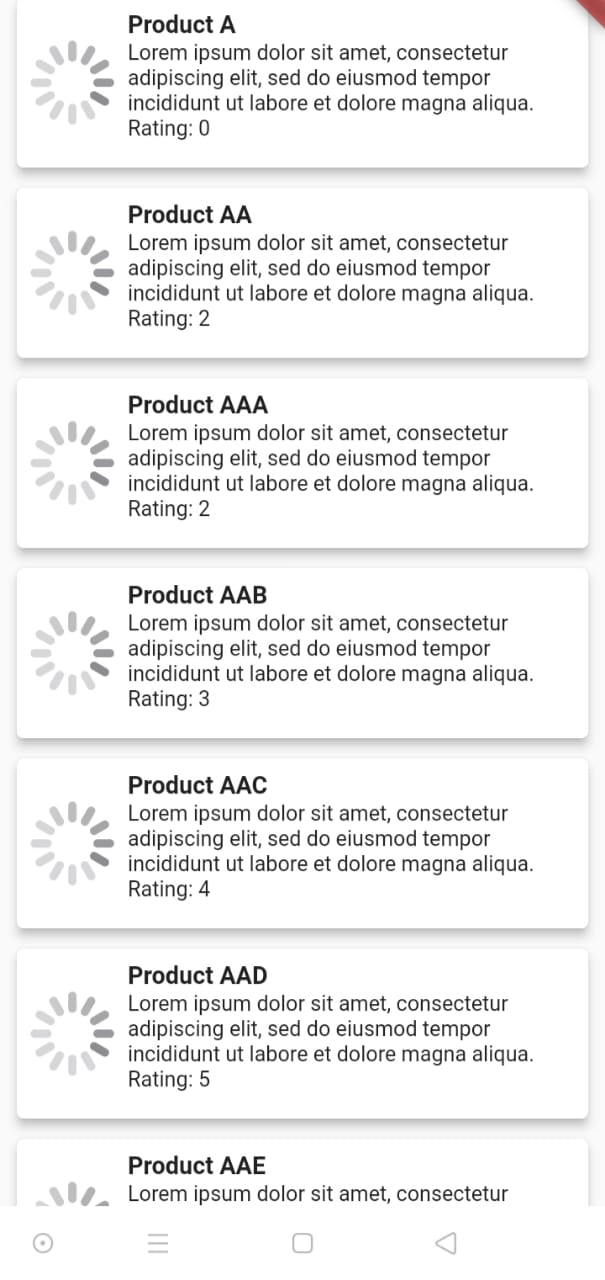 Product A
Lorem ipsum dolor sit amet, consectetur
adipiscing elit, sed do eiusmod tempor
incididunt ut labore et dolore magna aliqua.
Rating: 0
Product AA
Lorem ipsum dolor sit amet, consectetur
adipiscing elit, sed do eiusmod tempor
incididunt ut labore et dolore magna aliqua.
Rating: 2
Product AAA
Lorem ipsum dolor sit amet, consectetur
adipiscing elit, sed do eiusmod tempor
incididunt ut labore et dolore magna aliqua.
Rating: 2
Product AAB
Lorem ipsum dolor sit amet, consectetur
adipiscing elit, sed do eiusmod tempor
incididunt ut labore et dolore magna aliqua.
Rating: 3
Product AAC
Lorem ipsum dolor sit amet, consectetur
adipiscing elit, sed do eiusmod tempor
incididunt ut labore et dolore magna aliqua.
Rating: 4
Product AAD
Lorem ipsum dolor sit amet, consectetur
adipiscing elit, sed do eiusmod tempor
incididunt ut labore et dolore magna aliqua.
Rating: 5
Product AAE
Lorem ipsum dolor sit amet, consectetur